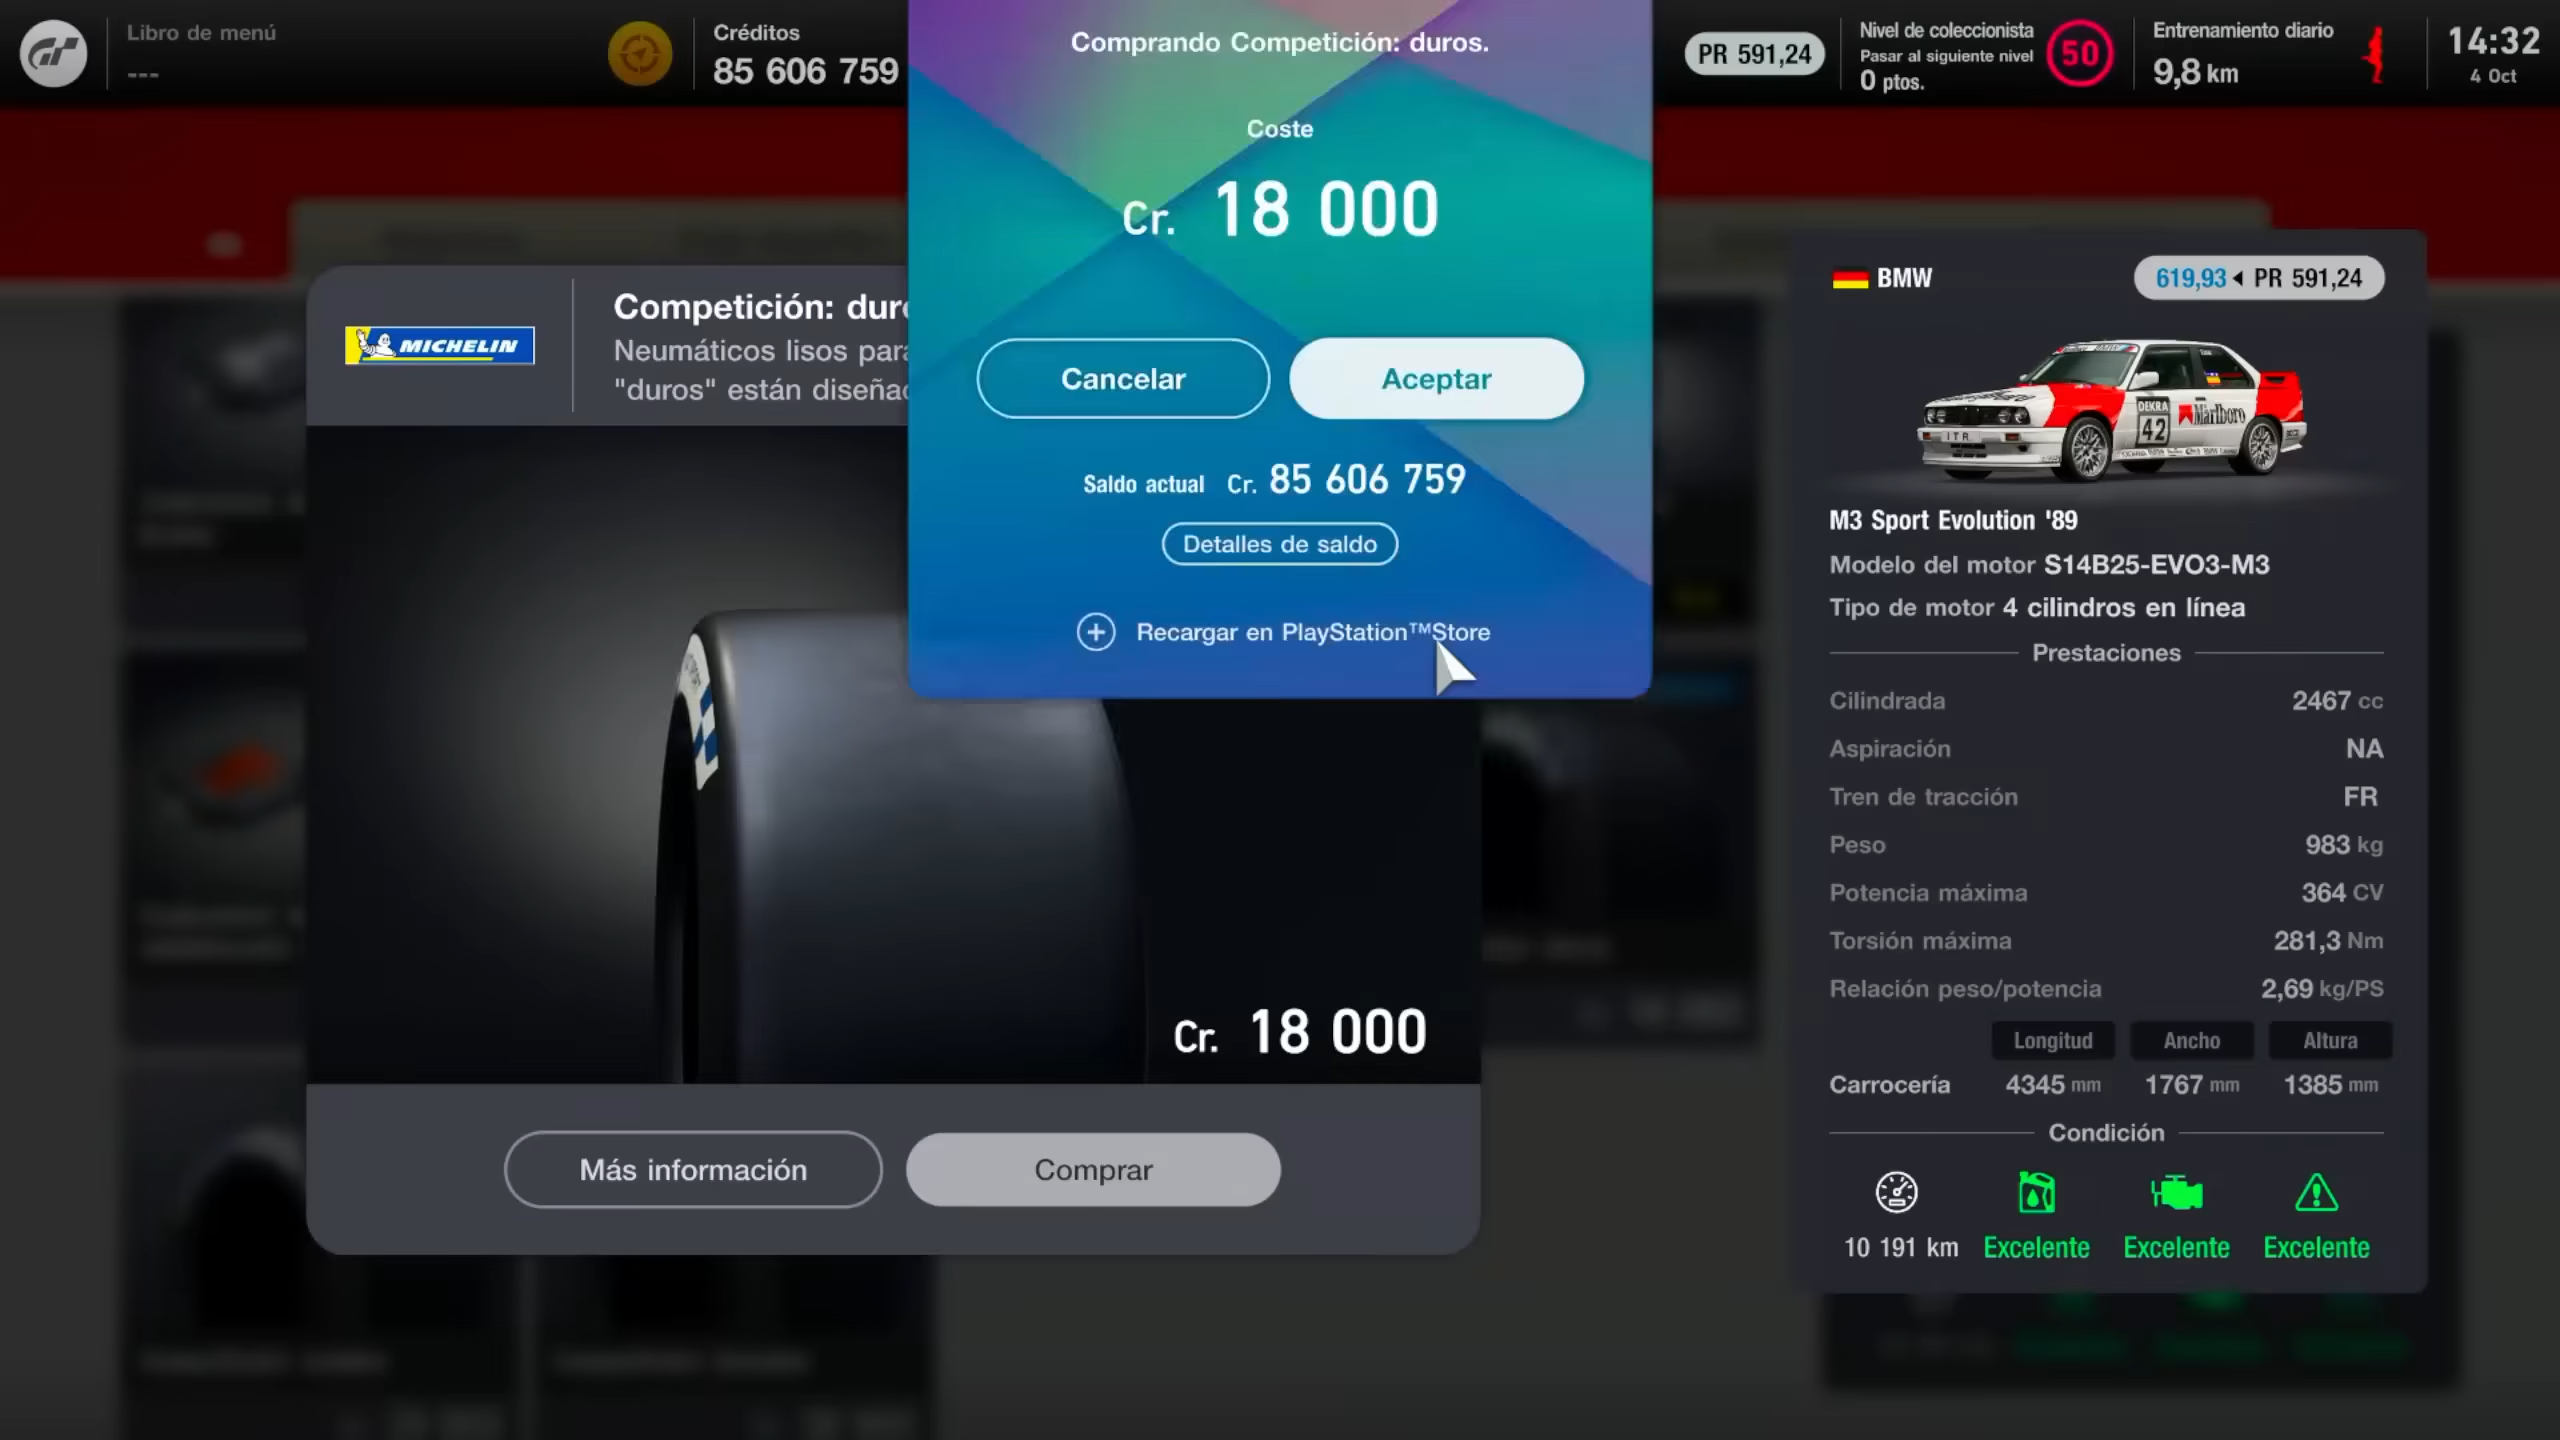 Libro de menú
---
Créditos
85 606 759
PR 591,24
Nivel de coleccionista
Pasar al siguiente nivel
0 ptos.
50
Entrenamiento diario
9,8 km
14:32
4 Oct
Comprando Competición: duros.
Coste
Cr. 18 000
Cancelar
Aceptar
Saldo actual Cr. 85 606 759
Detalles de saldo
Recargar en PlayStation™Store
MICHELIN
Competición: duro
Neumáticos lisos para
"duros" están diseñad
Cr. 18 000
Más información
Comprar
BMW
619,93 PR 591,24
DEKRA
42
Marlboro
ITR
M3 Sport Evolution '89
Modelo del motor S14B25-EVO3-M3
Tipo de motor 4 cilindros en línea
Prestaciones
Cilindrada 2467 cc
Aspiración NA
Tren de tracción FR
Peso 983 kg
Potencia máxima 364 CV
Torsión máxima 281,3 Nm
Relación peso/potencia 2,69 kg/PS
Longitud Ancho Altura
Carrocería 4345 mm 1767 mm 1385 mm
Condición
10 191 km Excelente Excelente Excelente